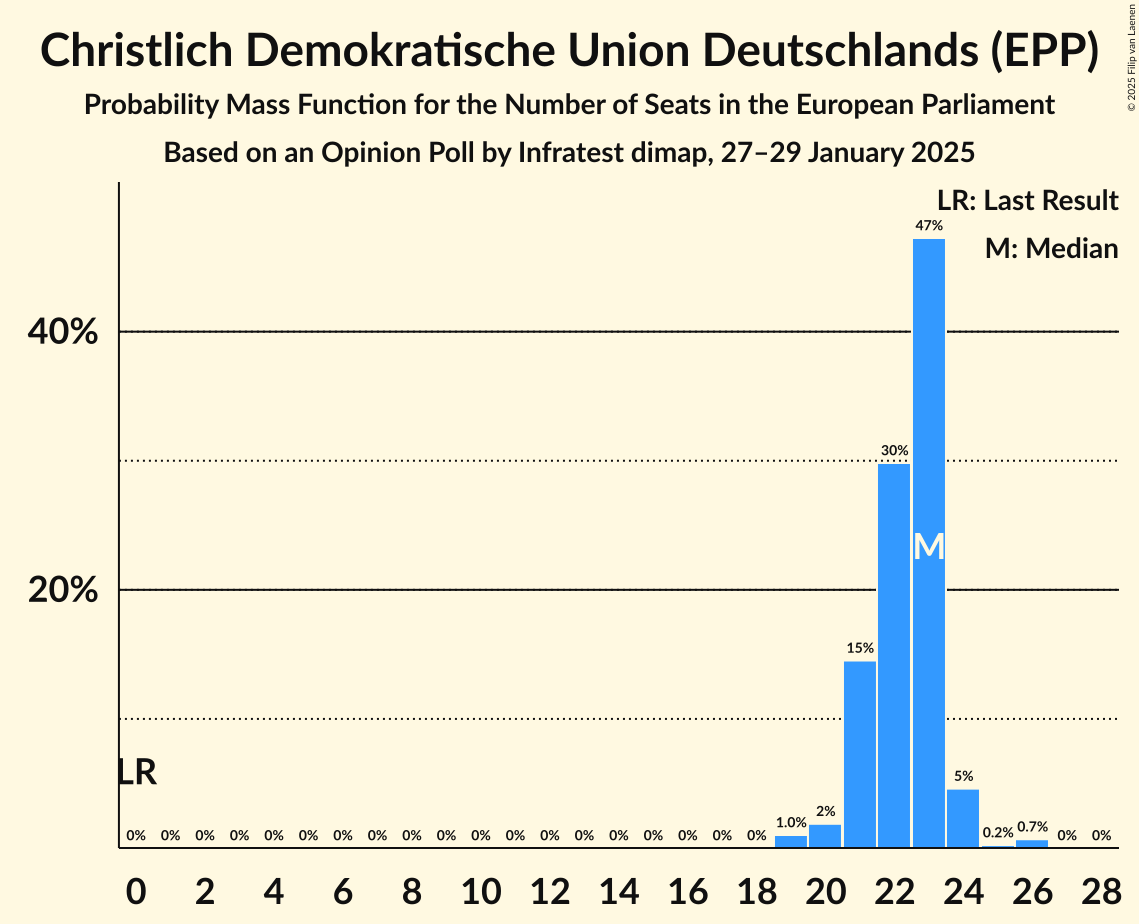 Christlich Demokratische Union Deutschlands (EPP)
Probability Mass Function for the Number of Seats in the European Parliament
Based on an Opinion Poll by Infratest dimap, 27–29 January 2025
© 2025 Filip van Laenen
LR: Last Result
M: Median
47%
40%
30%
M
20%
15%
LR
5%
0% 0% 0% 0% 0% 0% 0% 0% 0% 0% 0% 0% 0% 0% 0% 0% 0% 0% 0% 1.0% 2% 0.2% 0.7% 0% 0%
0 2 4 6 8 10 12 14 16 18 20 22 24 26 28